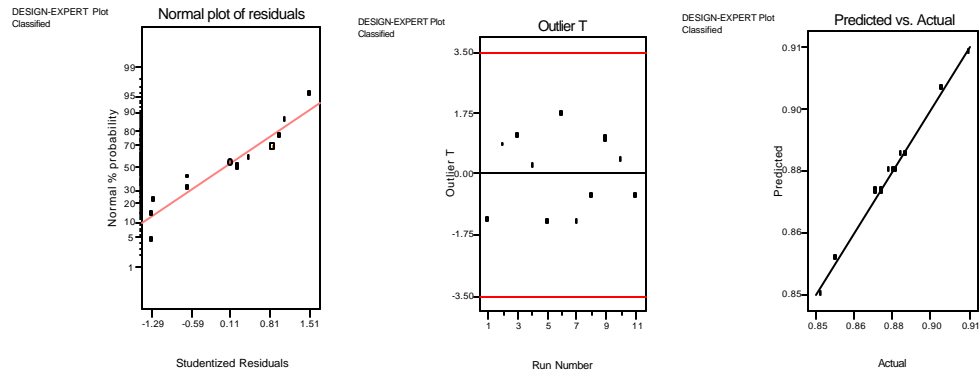 DESIGN-EXPERT Plot
Classified
Normal plot of residuals
Normal % probability
99
95
90
80
70
50
30
20
10
5
1
-1.29
-0.59
0.11
0.81
1.51
Studentized Residuals
DESIGN-EXPERT Plot
Classified
Outlier T
Outlier T
3.50
1.75
0.00
-1.75
-3.50
1
3
5
7
9
11
Run Number
DESIGN-EXPERT Plot
Classified
Predicted vs. Actual
Predicted
0.91
0.90
0.88
0.86
0.85
0.85
0.86
0.88
0.90
0.91
Actual